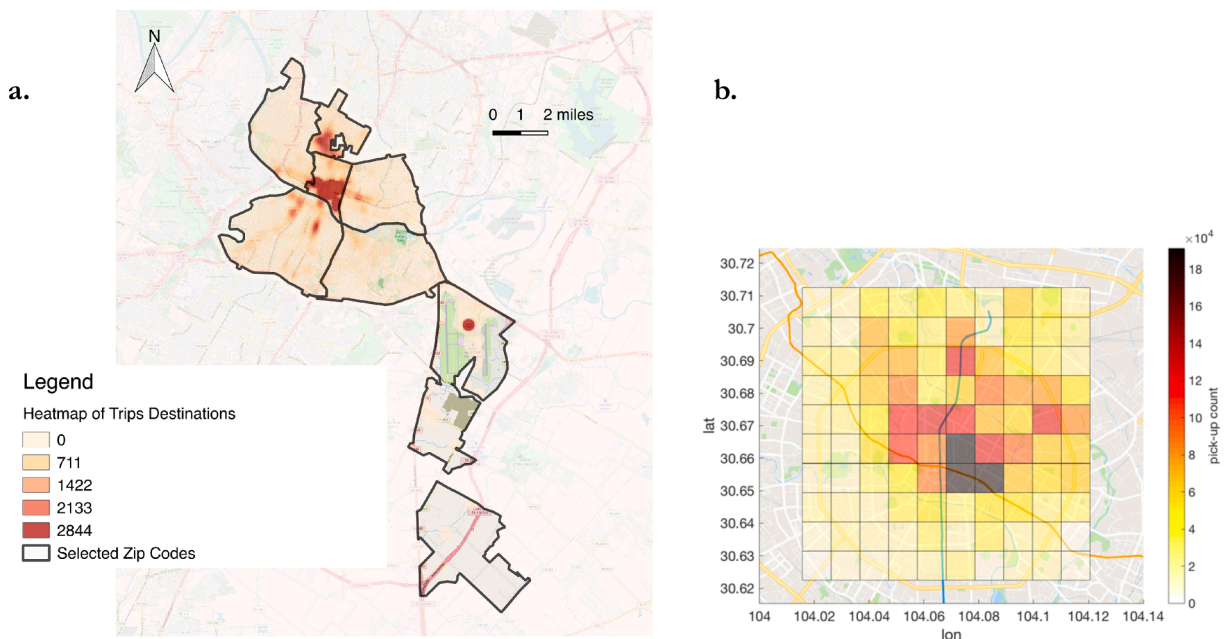 a.
N
0 1 2 miles
Legend
Heatmap of Trips Destinations
0
711
1422
2133
2844
Selected Zip Codes
b.
×10⁴
30.72
30.71
30.7
30.69
30.68
30.67
30.66
30.65
30.64
30.63
30.62
lat
104 104.02 104.04 104.06 104.08 104.1 104.12 104.14
lon
18
16
14
12
10
8
6
4
2
0
pick-up count